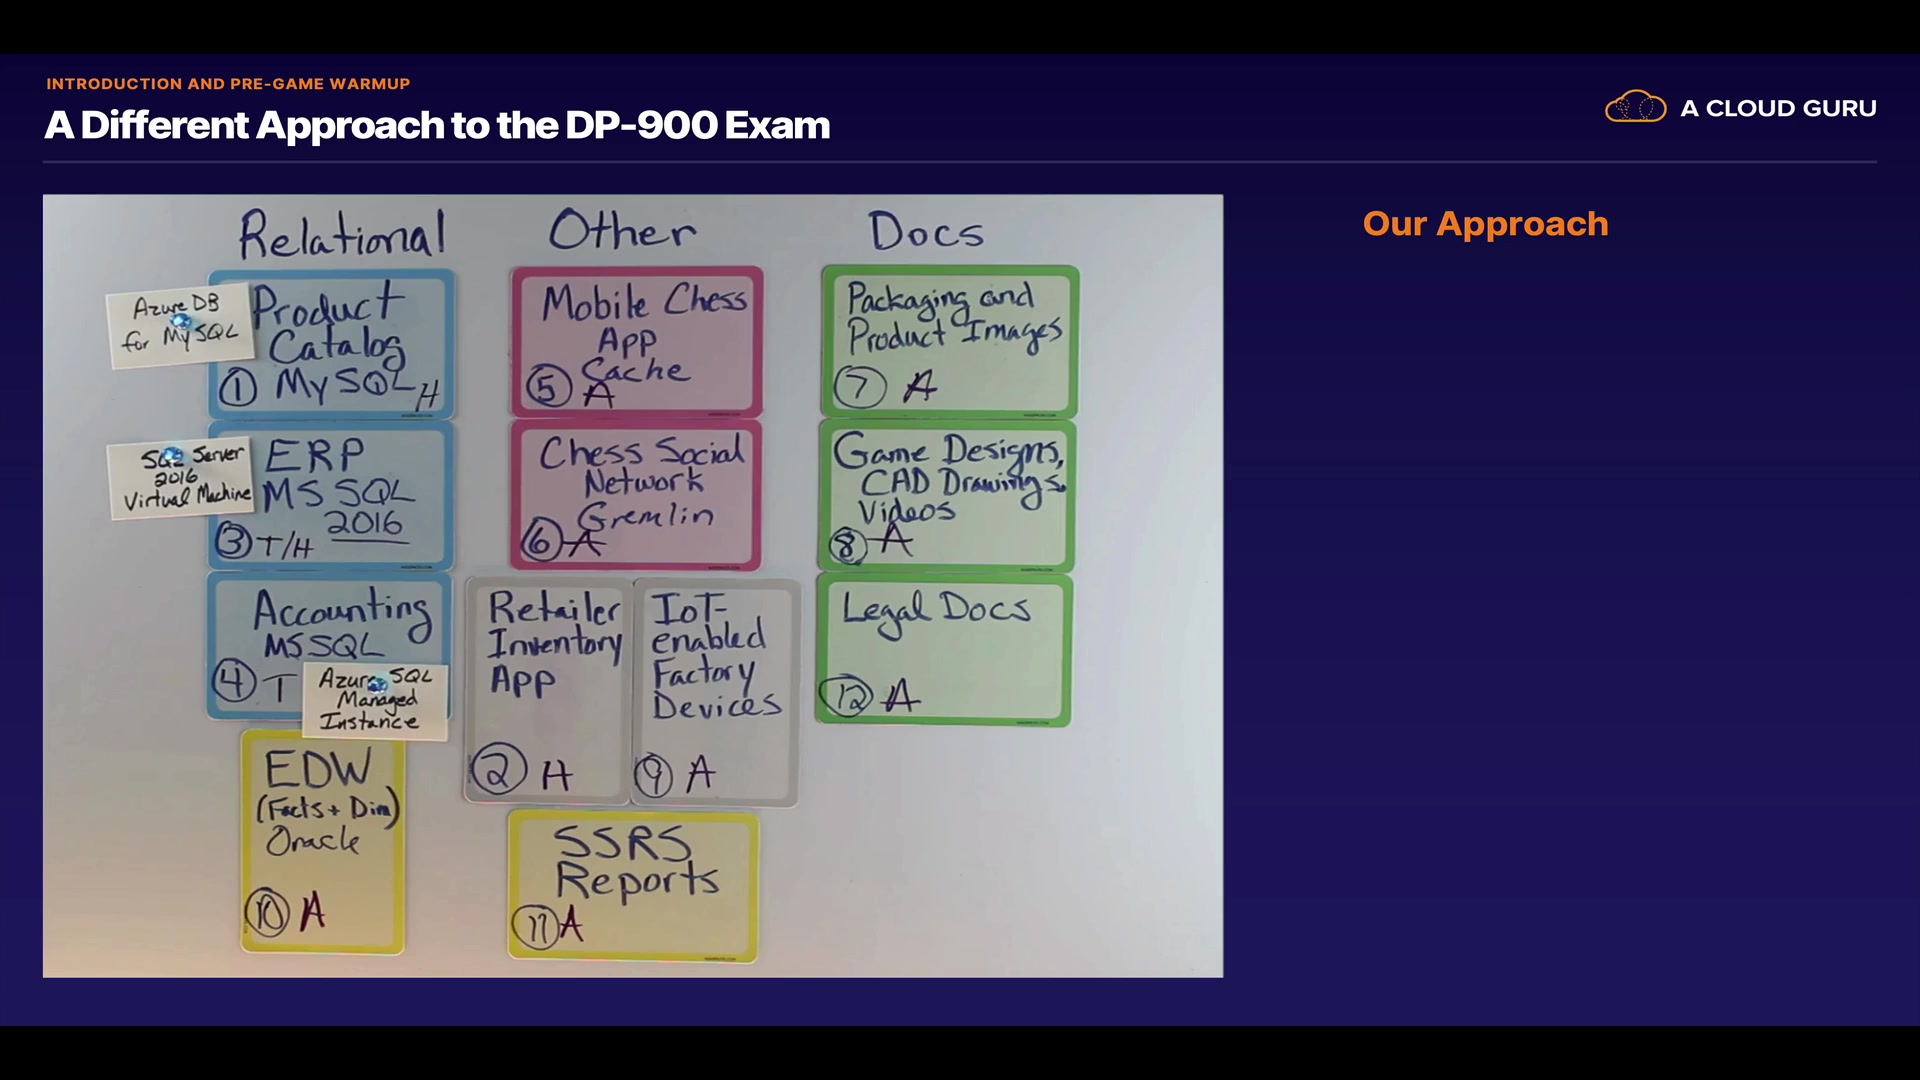 INTRODUCTION AND PRE-GAME WARMUP
A Different Approach to the DP-900 Exam
A CLOUD GURU
Our Approach
Relational
Azure DB
for MySQL
Product
Catalog
1 MySQL H
SQL Server
2016
Virtual Machine
ERP
MS SQL
2016
3 T/H
Accounting
MSSQL
4 T
Azure SQL
Managed
Instance
EDW
(Facts + Dim)
Oracle
10 A
Other
Mobile Chess
App
Cache
5 A
Chess Social
Network
Gremlin
6 A
Retailer
Inventory
App
2 H
IoT-
enabled
Factory
Devices
9 A
SSRS
Reports
11 A
Docs
Packaging and
Product Images
7 A
Game Designs,
CAD Drawings,
Videos
8 A
Legal Docs
12 A